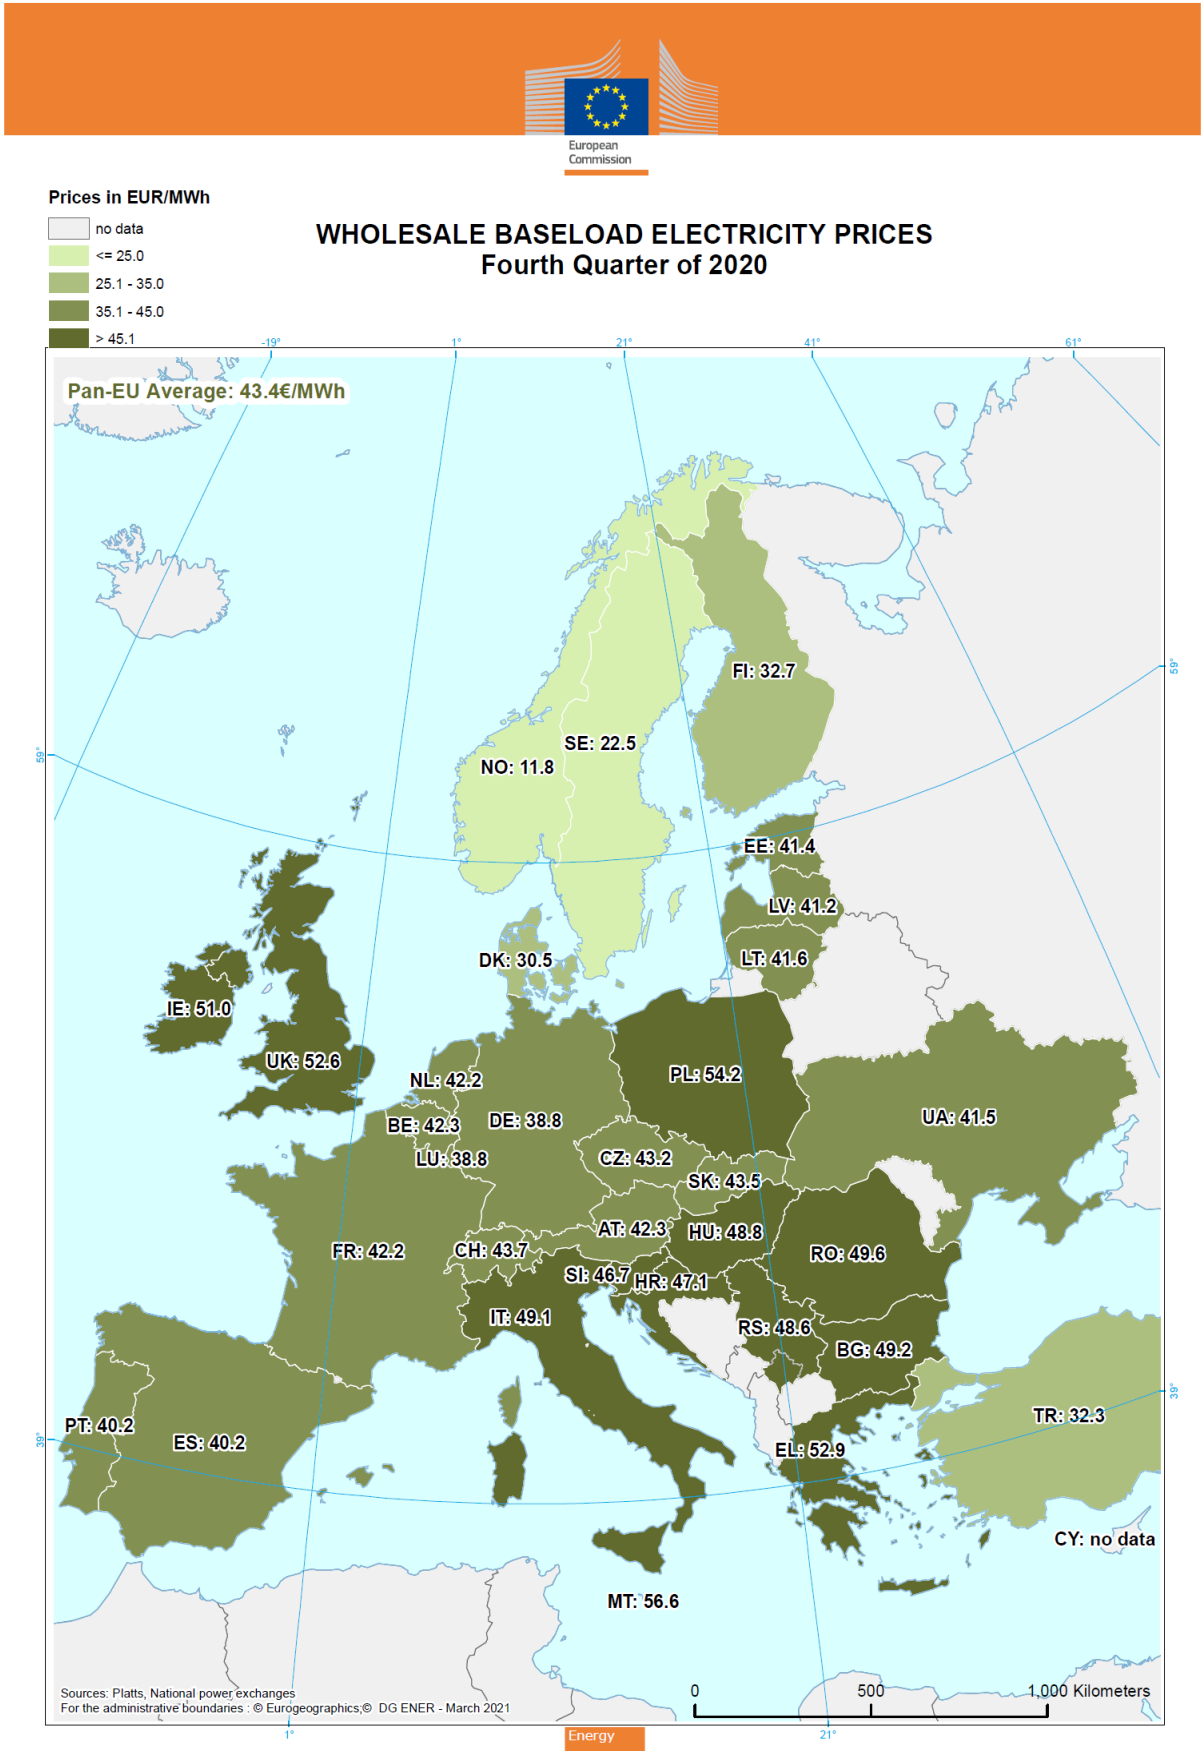 European
Commission
Prices in EUR/MWh
no data
<= 25.0
25.1 - 35.0
35.1 - 45.0
> 45.1
WHOLESALE BASELOAD ELECTRICITY PRICES
Fourth Quarter of 2020
-19°
1°
21°
41°
61°
Pan-EU Average: 43.4€/MWh
59°
59°
FI: 32.7
SE: 22.5
NO: 11.8
EE: 41.4
LV: 41.2
DK: 30.5
LT: 41.6
IE: 51.0
UK: 52.6
PL: 54.2
NL: 42.2
UA: 41.5
BE: 42.3
DE: 38.8
LU: 38.8
CZ: 43.2
SK: 43.5
AT: 42.3
HU: 48.8
FR: 42.2
CH: 43.7
RO: 49.6
SI: 46.7
HR: 47.1
IT: 49.1
RS: 48.6
BG: 49.2
39°
39°
PT: 40.2
ES: 40.2
TR: 32.3
EL: 52.9
CY: no data
MT: 56.6
Sources: Platts, National power exchanges
For the administrative boundaries : © Eurogeographics;© DG ENER - March 2021
0
500
1,000 Kilometers
1°
21°
Energy